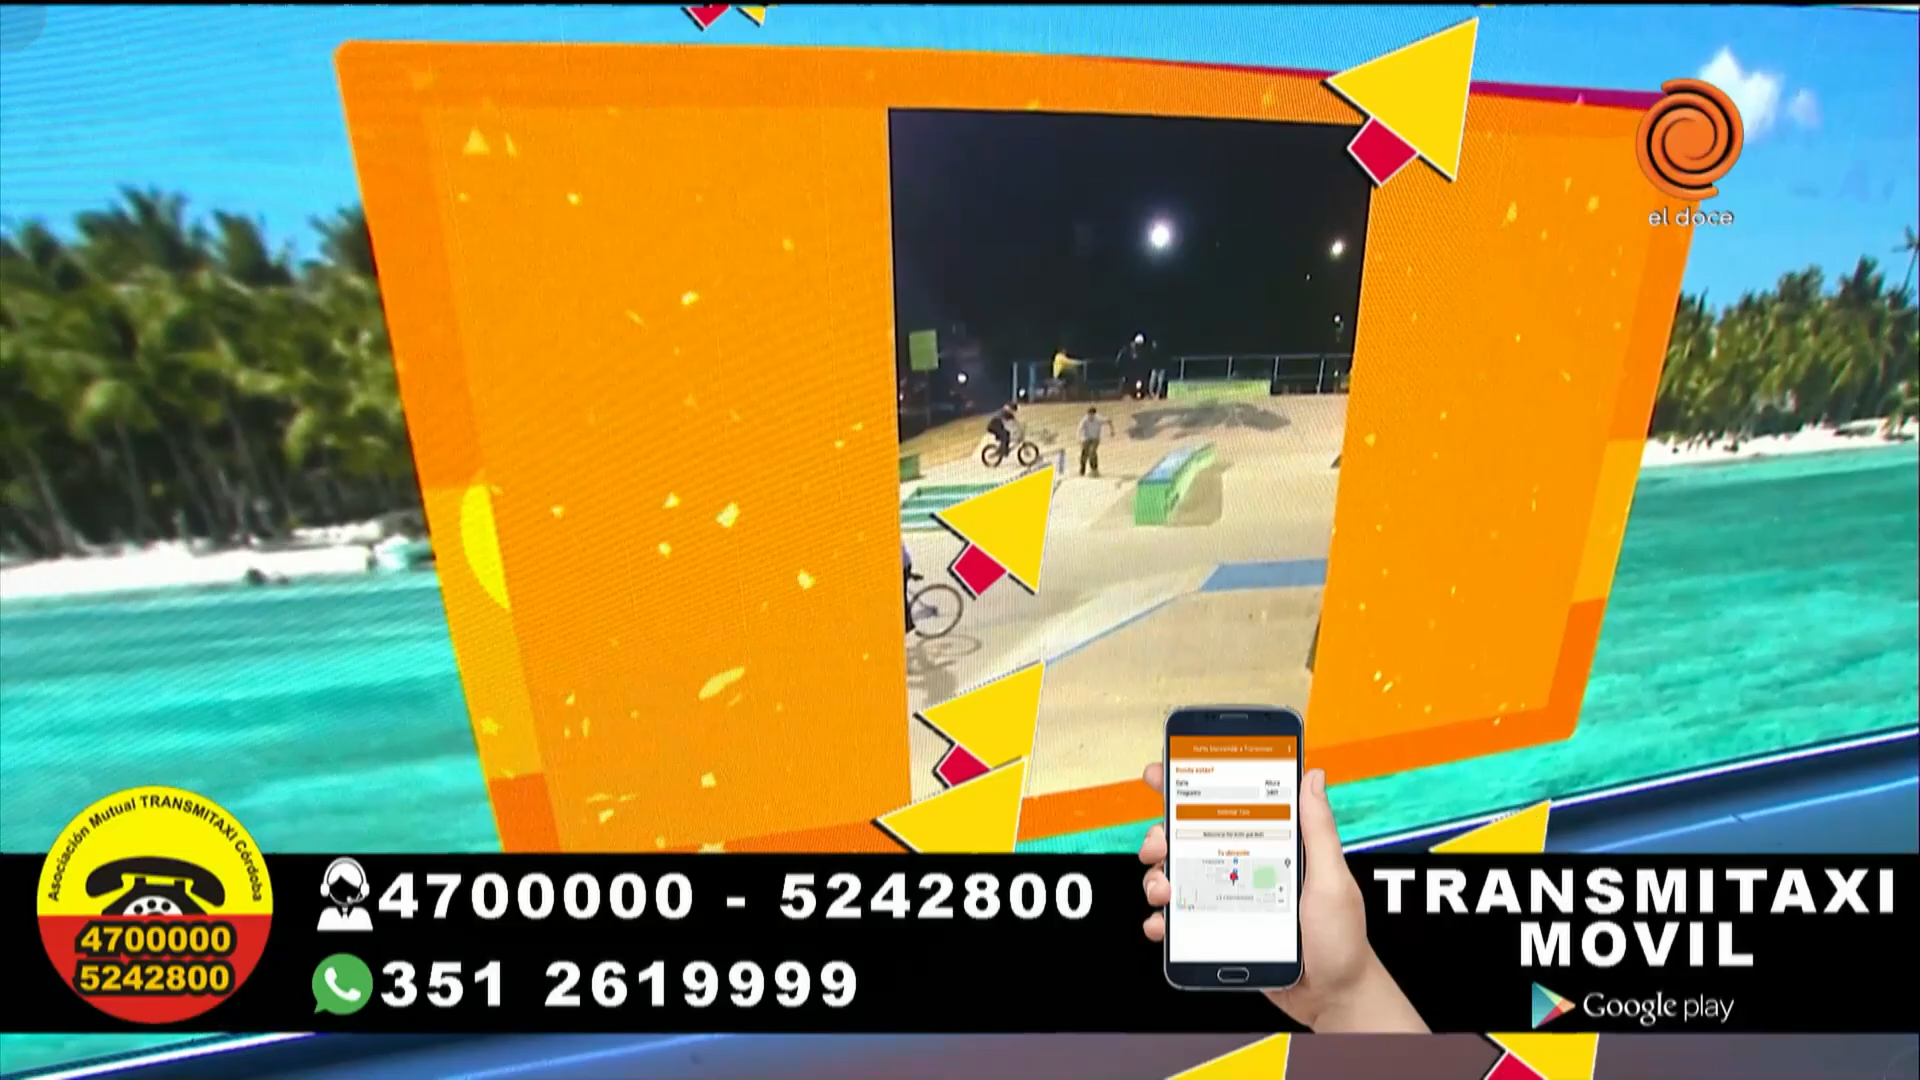 el doce
Asociación Mutual TRANSMITAXI Córdoba
4700000
5242800
4700000 - 5242800
351 2619999
TRANSMITAXI
MOVIL
Google play